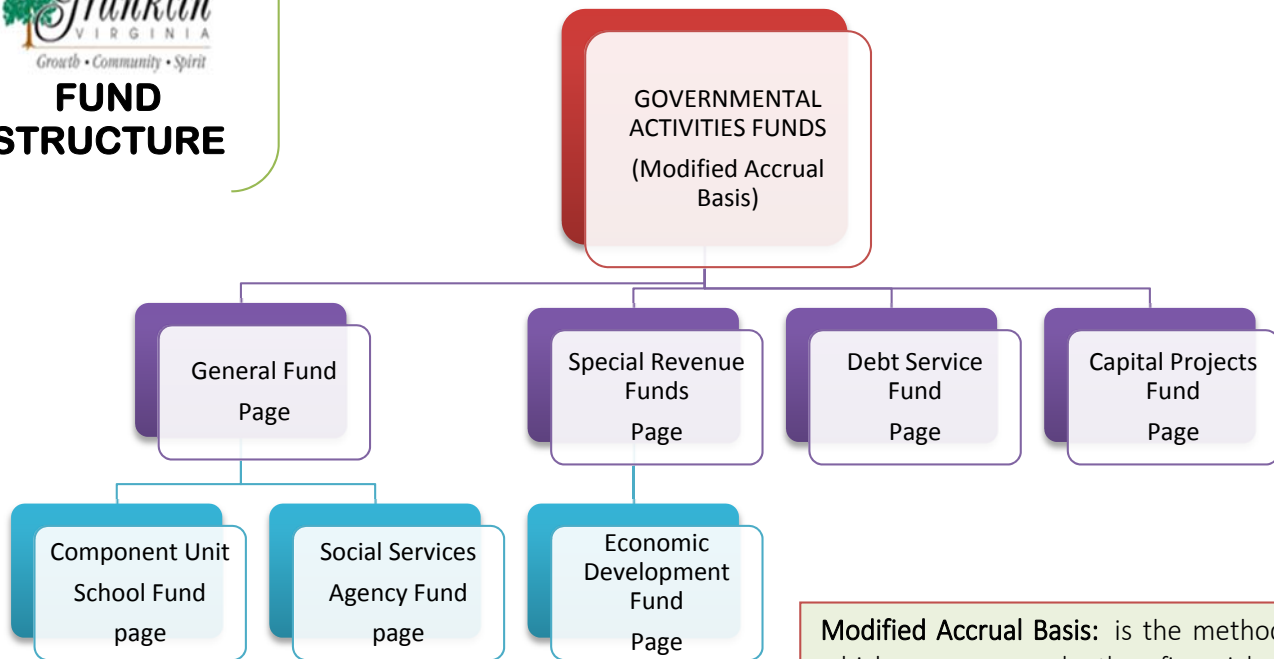 Franklin
VIRGINIA
Growth • Community • Spirit
FUND
STRUCTURE
GOVERNMENTAL
ACTIVITIES FUNDS
(Modified Accrual
Basis)
General Fund
Page
Special Revenue
Funds
Page
Debt Service
Fund
Page
Capital Projects
Fund
Page
Component Unit
School Fund
page
Social Services
Agency Fund
page
Economic
Development
Fund
Page
Modified Accrual Basis: is the method